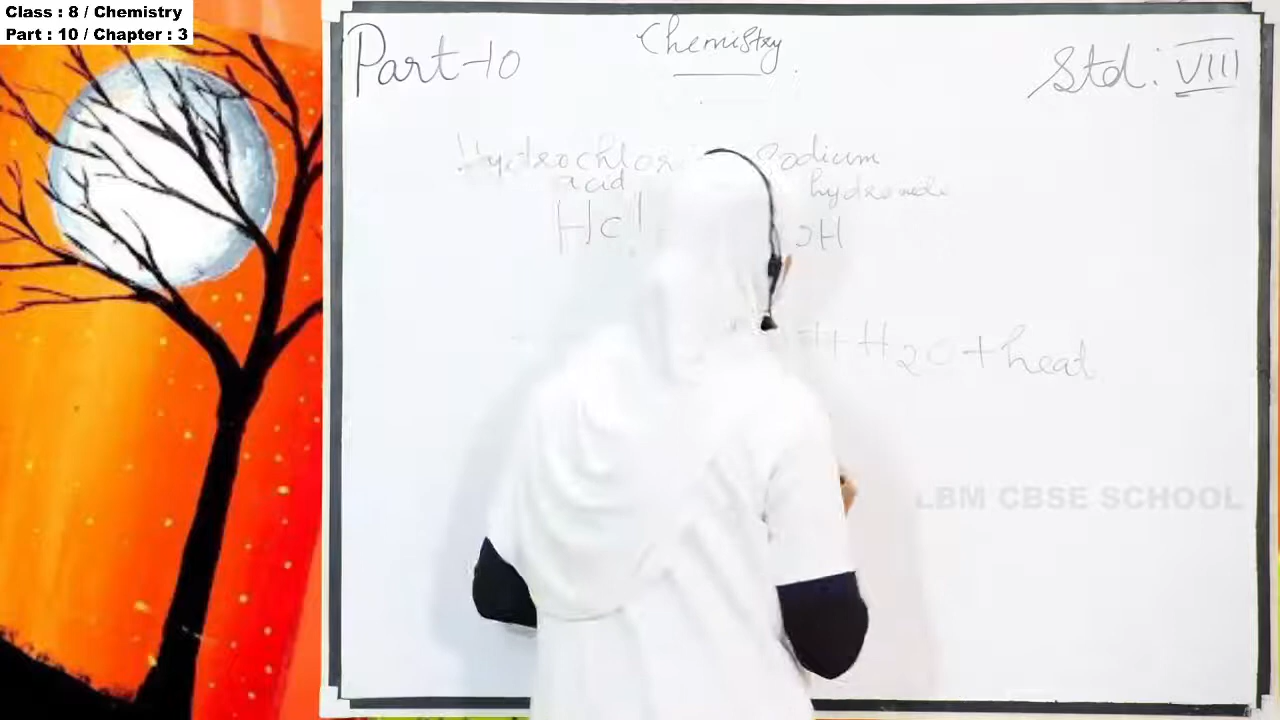 Class : 8 / Chemistry
Part : 10 / Chapter : 3
Chemistry
Part-10
Std: VIII
Hydrochlor Sodium
acid hydroxide
HCl OH
+ H2O + heat
LBM CBSE SCHOOL